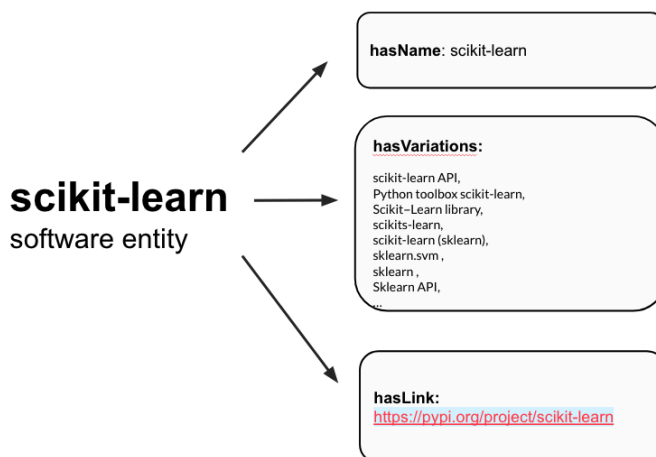 hasName: scikit-learn
hasVariations:
scikit-learn API,
Python toolbox scikit-learn,
Scikit–Learn library,
scikits-learn,
scikit-learn (sklearn),
sklearn.svm ,
sklearn ,
Sklearn API,
...
scikit-learn
software entity
hasLink:
https://pypi.org/project/scikit-learn